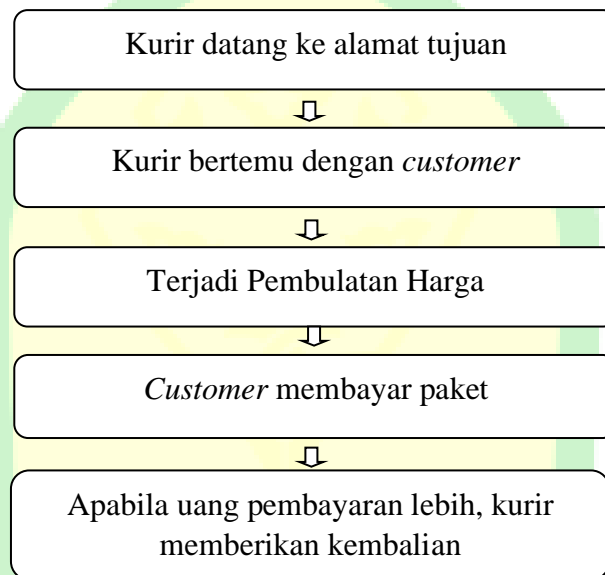 Kurir datang ke alamat tujuan
Kurir bertemu dengan customer
Terjadi Pembulatan Harga
Customer membayar paket
Apabila uang pembayaran lebih, kurir
memberikan kembalian